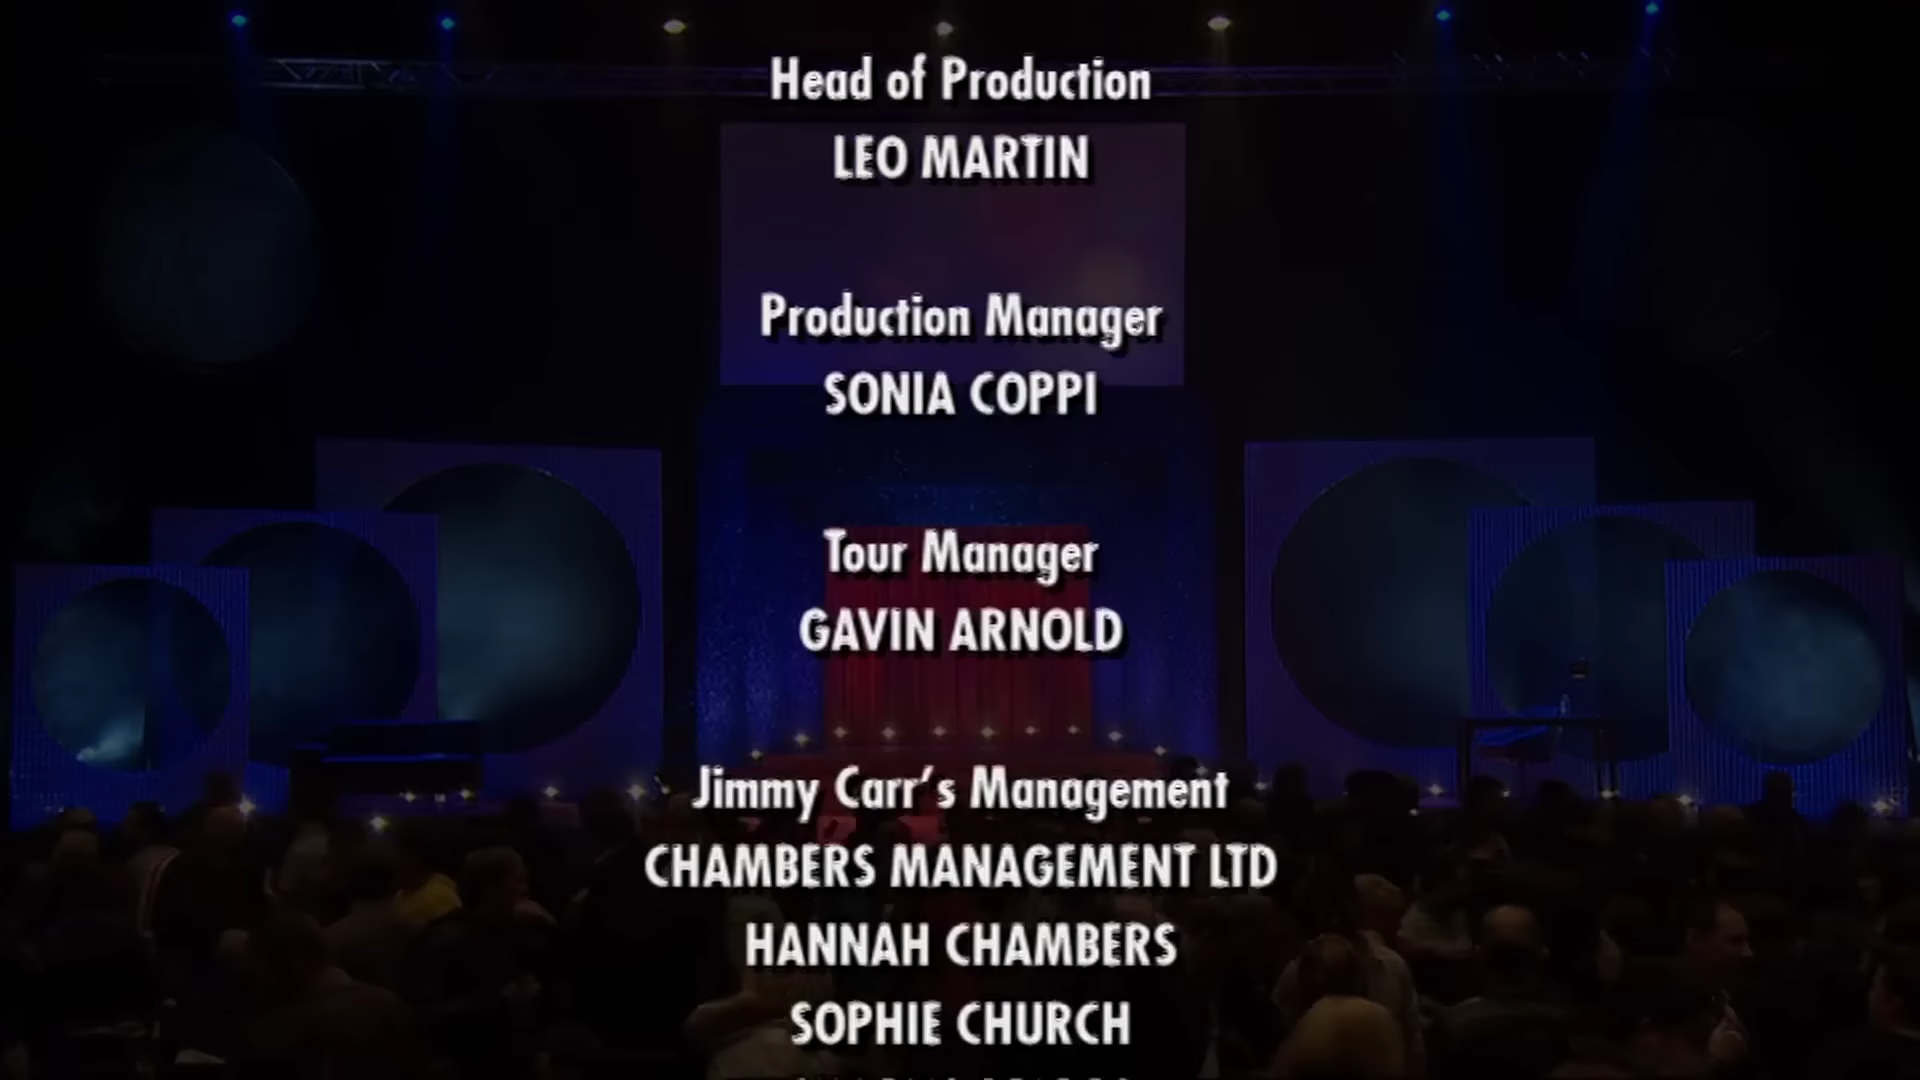 Head of Production
LEO MARTIN
Production Manager
SONIA COPPI
Tour Manager
GAVIN ARNOLD
Jimmy Carr's Management
CHAMBERS MANAGEMENT LTD
HANNAH CHAMBERS
SOPHIE CHURCH